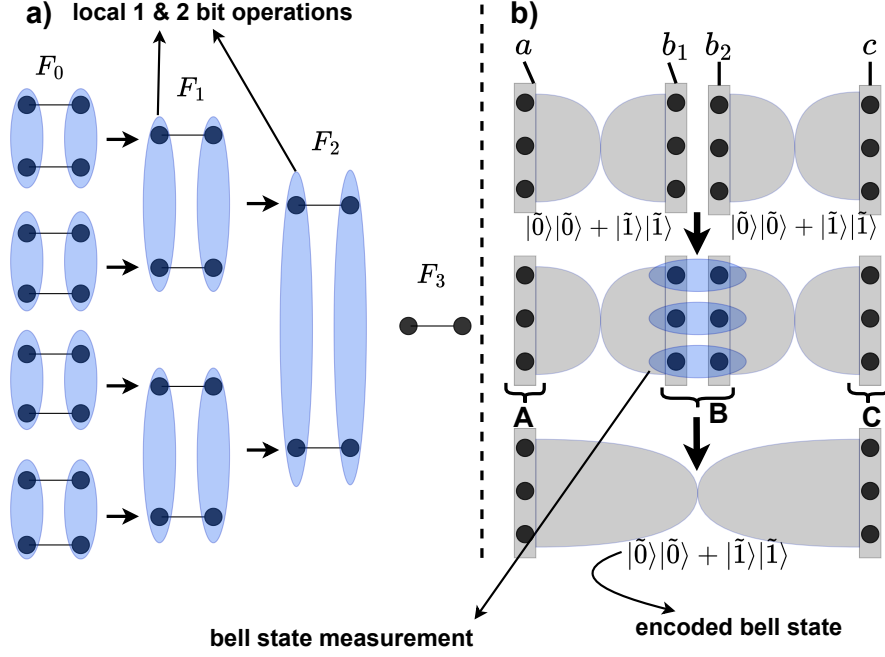 a) local 1 & 2 bit operations
b)
a
b₁
b₂
c
F₀
F₁
F₂
F₃
|0̃⟩|0̃⟩ + |1̃⟩|1̃⟩
|0̃⟩|0̃⟩ + |1̃⟩|1̃⟩
A
B
C
|0̃⟩|0̃⟩ + |1̃⟩|1̃⟩
bell state measurement
encoded bell state